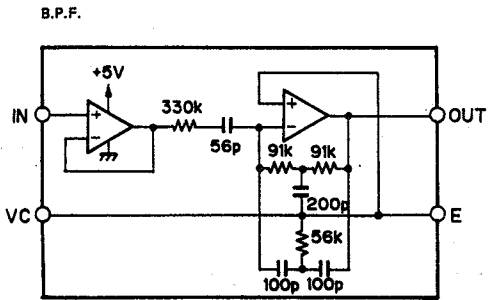 B.P.F.
+5V
IN
330k
56p
+
−
+
−
OUT
91k
91k
200p
VC
E
56k
100p
100p